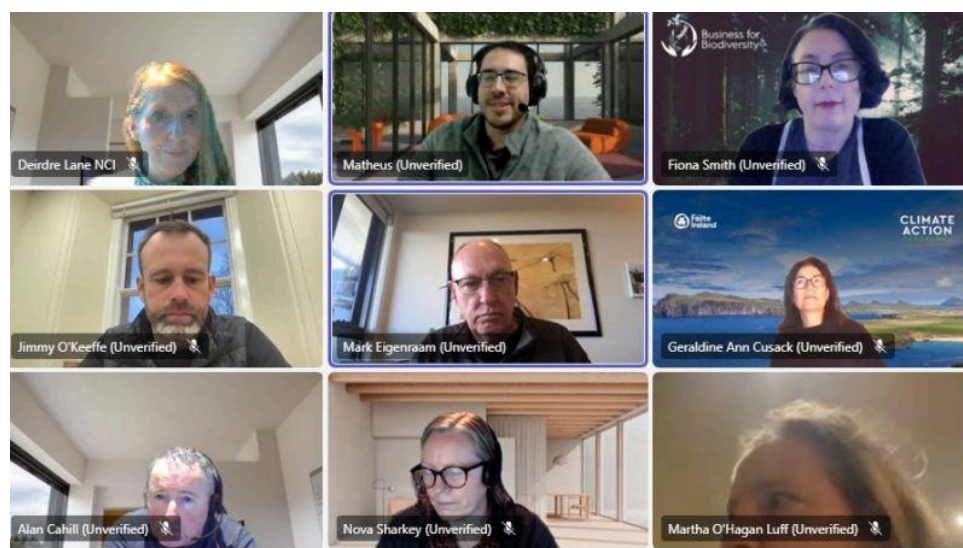 Business for
Biodiversity
Deirdre Lane NCI
Matheus (Unverified)
Fiona Smith (Unverified)
Fáilte
Ireland
CLIMATE
ACTION
Jimmy O'Keeffe (Unverified)
Mark Eigenraam (Unverified)
Geraldine Ann Cusack (Unverified)
Alan Cahill (Unverified)
Nova Sharkey (Unverified)
Martha O'Hagan Luff (Unverified)